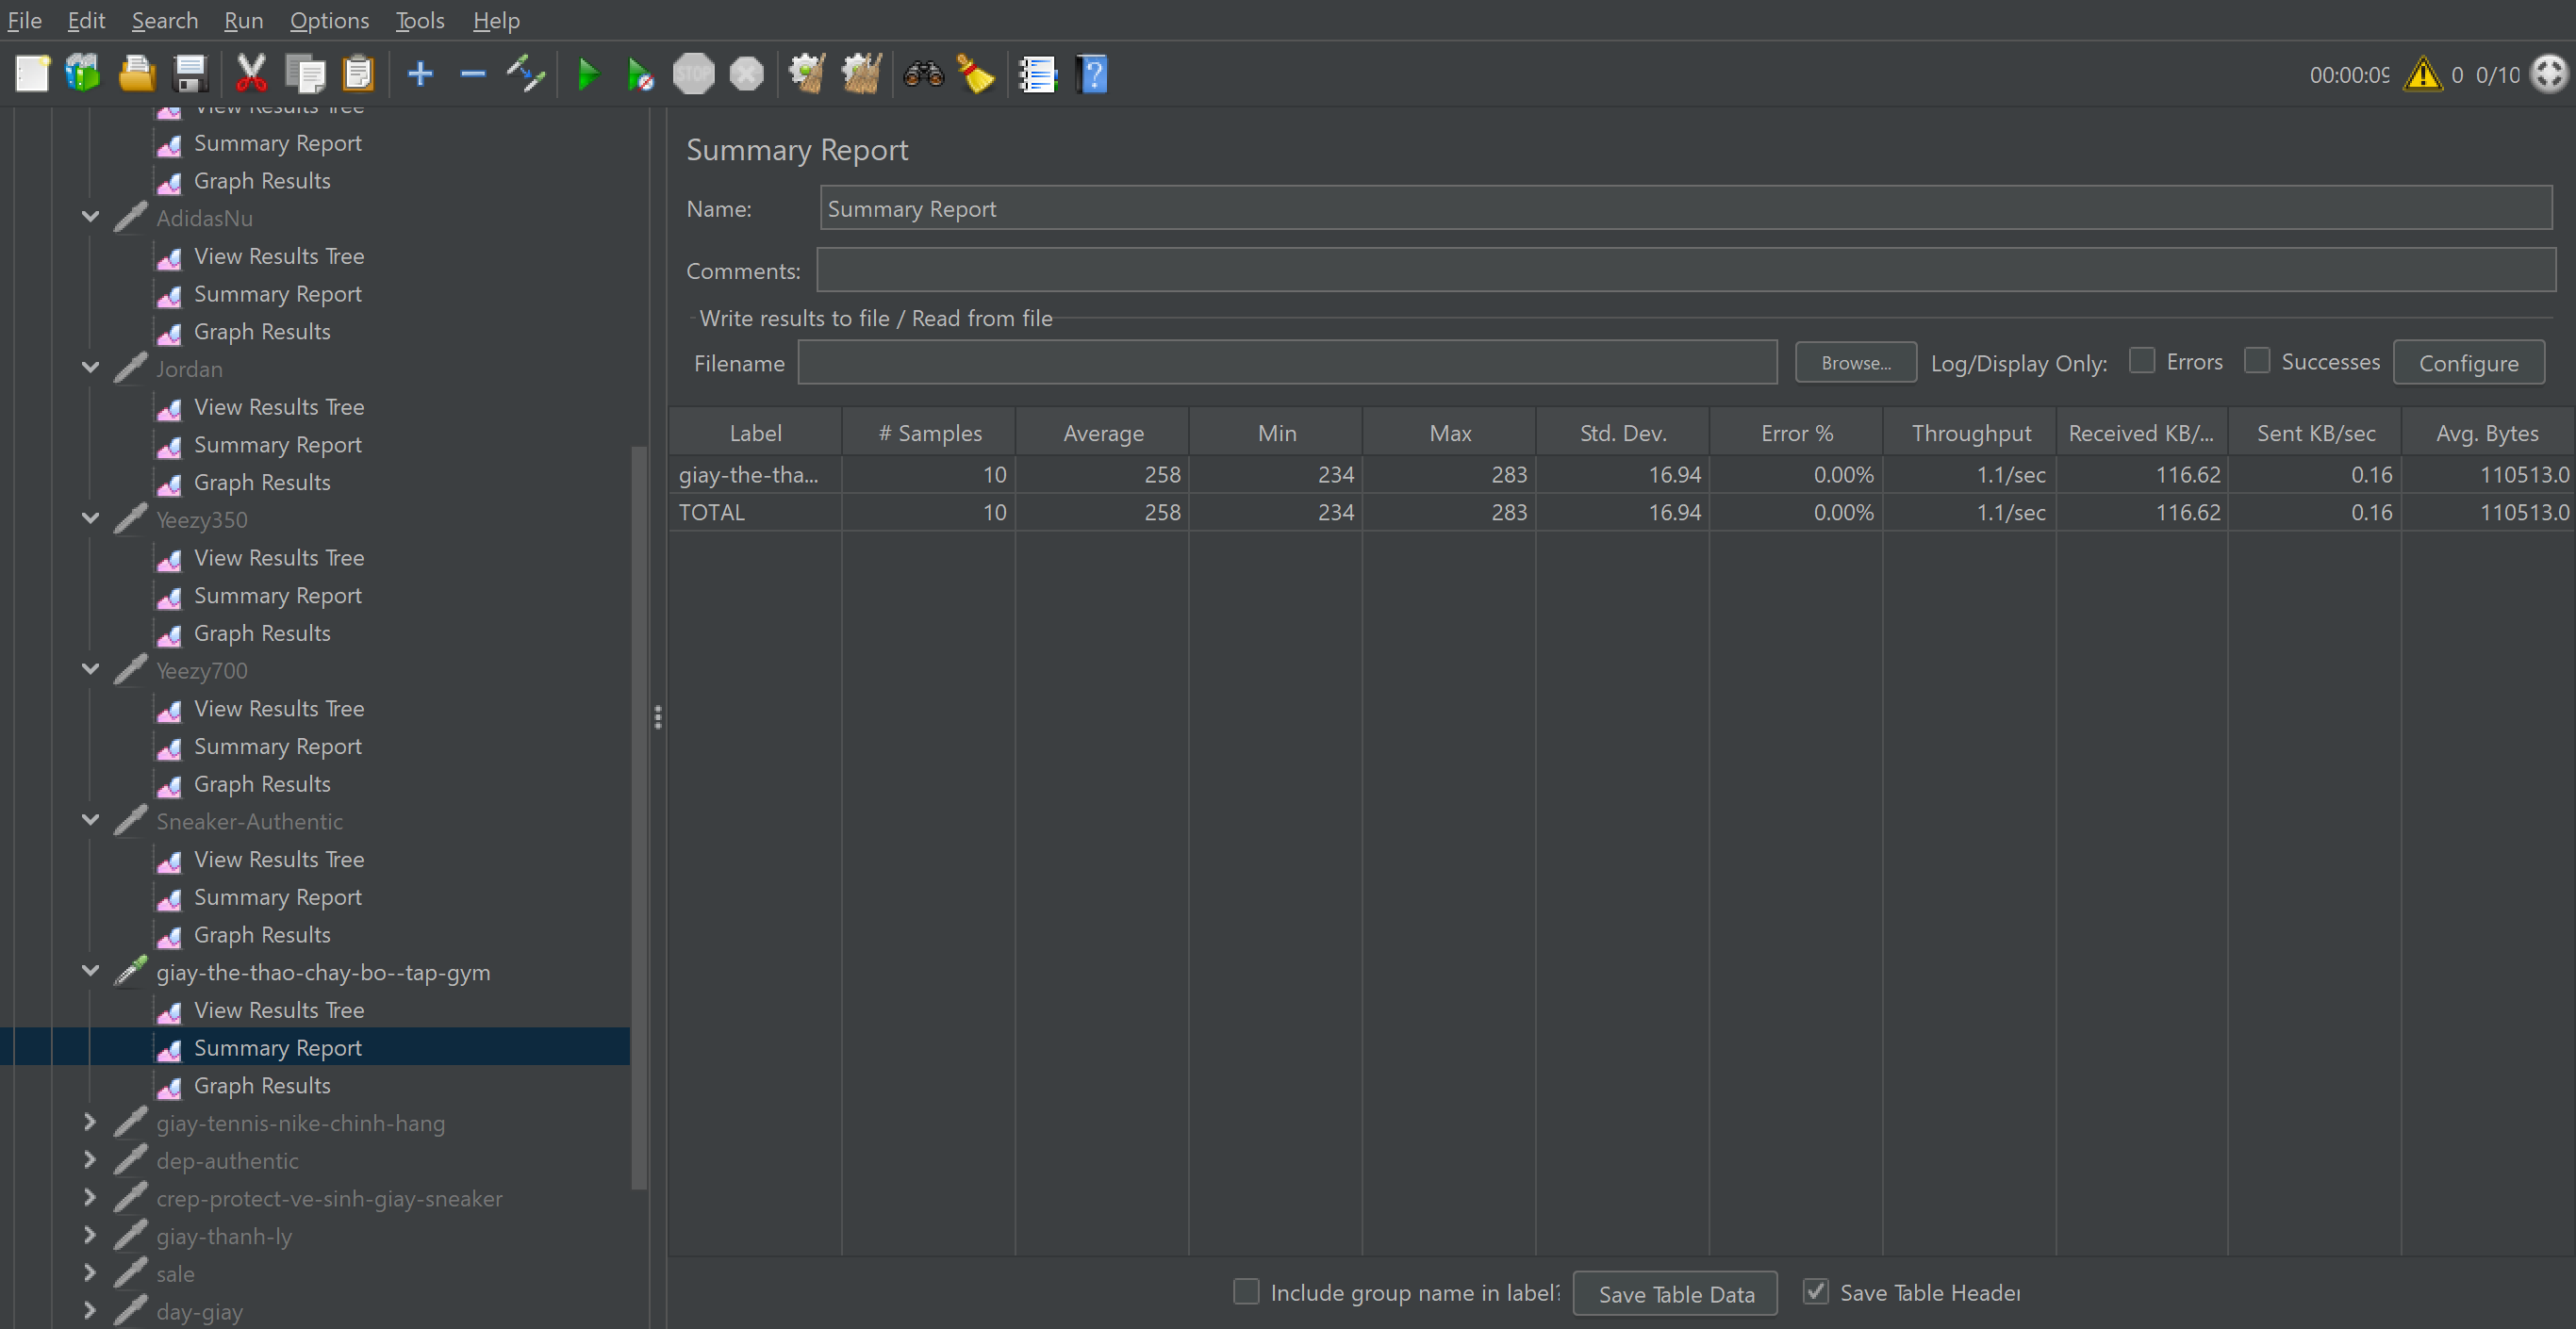 File Edit Search Run Options Tools Help
00:00:09 0 0/10
View Results Tree
Summary Report
Graph Results
AdidasNu
View Results Tree
Summary Report
Graph Results
Jordan
View Results Tree
Summary Report
Graph Results
Yeezy350
View Results Tree
Summary Report
Graph Results
Yeezy700
View Results Tree
Summary Report
Graph Results
Sneaker-Authentic
View Results Tree
Summary Report
Graph Results
giay-the-thao-chay-bo--tap-gym
View Results Tree
Summary Report
Graph Results
giay-tennis-nike-chinh-hang
dep-authentic
crep-protect-ve-sinh-giay-sneaker
giay-thanh-ly
sale
day-giay
Summary Report
Name: Summary Report
Comments:
Write results to file / Read from file
Filename Browse... Log/Display Only: Errors Successes Configure
Label # Samples Average Min Max Std. Dev. Error % Throughput Received KB/... Sent KB/sec Avg. Bytes
giay-the-tha... 10 258 234 283 16.94 0.00% 1.1/sec 116.62 0.16 110513.0
TOTAL 10 258 234 283 16.94 0.00% 1.1/sec 116.62 0.16 110513.0
Include group name in label? Save Table Data Save Table Header